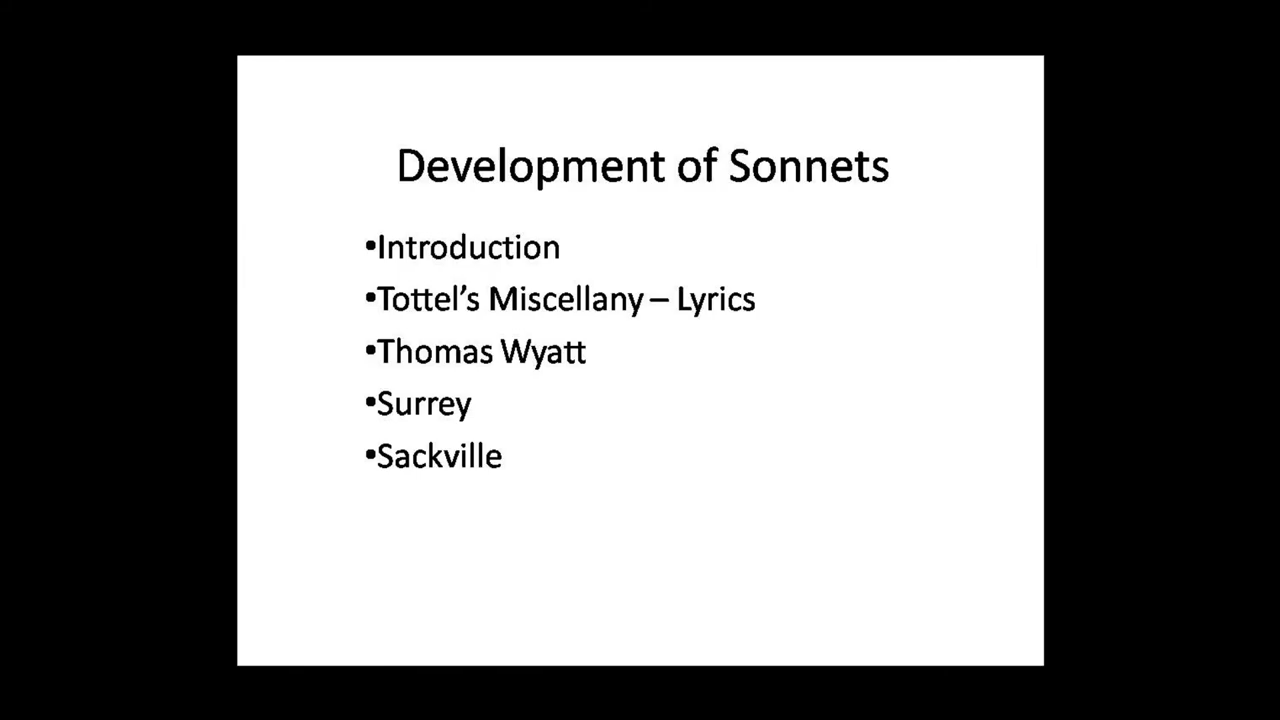 Development of Sonnets
•Introduction
•Tottel’s Miscellany – Lyrics
•Thomas Wyatt
•Surrey
•Sackville